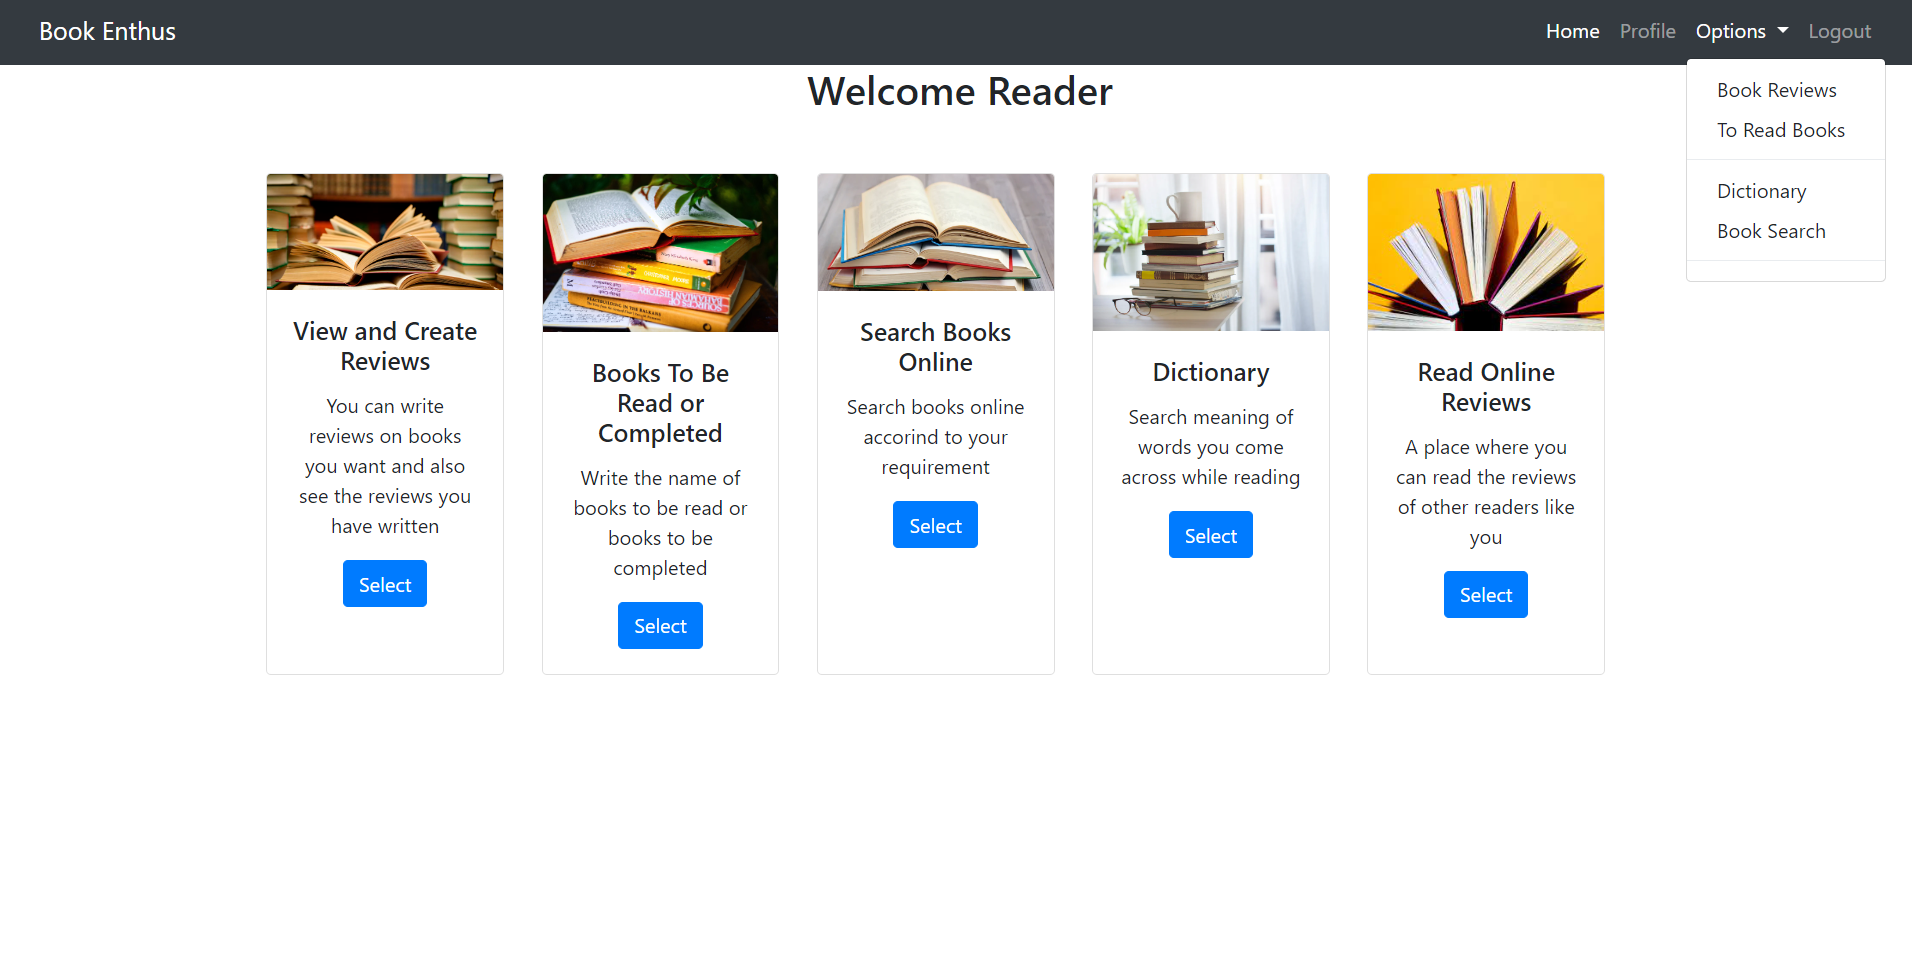 Book Enthus
Home Profile Options Logout
Book Reviews
To Read Books
Dictionary
Book Search
Welcome Reader
View and Create
Reviews
You can write
reviews on books
you want and also
see the reviews you
have written
Select
Books To Be
Read or
Completed
Write the name of
books to be read or
books to be
completed
Select
Search Books
Online
Search books online
accorind to your
requirement
Select
Dictionary
Search meaning of
words you come
across while reading
Select
Read Online
Reviews
A place where you
can read the reviews
of other readers like
you
Select